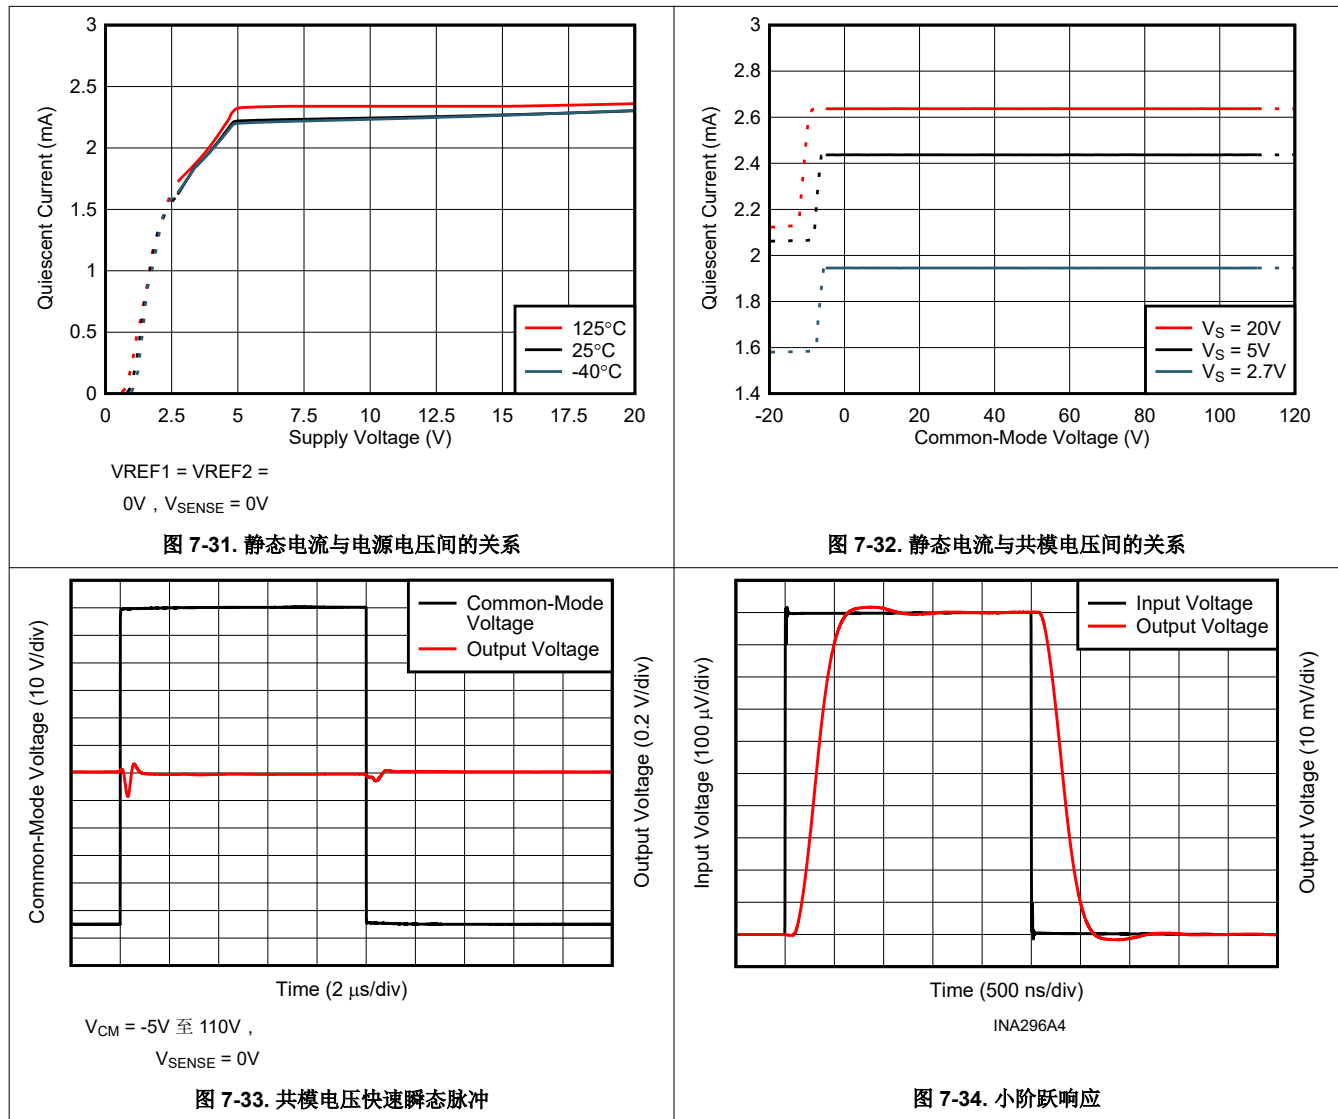 3
2.5
2
1.5
1
0.5
0
0 2.5 5 7.5 10 12.5 15 17.5 20
Quiescent Current (mA)
Supply Voltage (V)
125°C
25°C
-40°C
VREF1 = VREF2 =
0V , VSENSE = 0V
图 7-31. 静态电流与电源电压间的关系
3
2.8
2.6
2.4
2.2
2
1.8
1.6
1.4
-20 0 20 40 60 80 100 120
Quiescent Current (mA)
Common-Mode Voltage (V)
VS = 20V
VS = 5V
VS = 2.7V
图 7-32. 静态电流与共模电压间的关系
Common-Mode
Voltage
Output Voltage
Common-Mode Voltage (10 V/div)
Output Voltage (0.2 V/div)
Time (2 μs/div)
VCM = -5V 至 110V ,
VSENSE = 0V
图 7-33. 共模电压快速瞬态脉冲
Input Voltage
Output Voltage
Input Voltage (100 μV/div)
Output Voltage (10 mV/div)
Time (500 ns/div)
INA296A4
图 7-34. 小阶跃响应